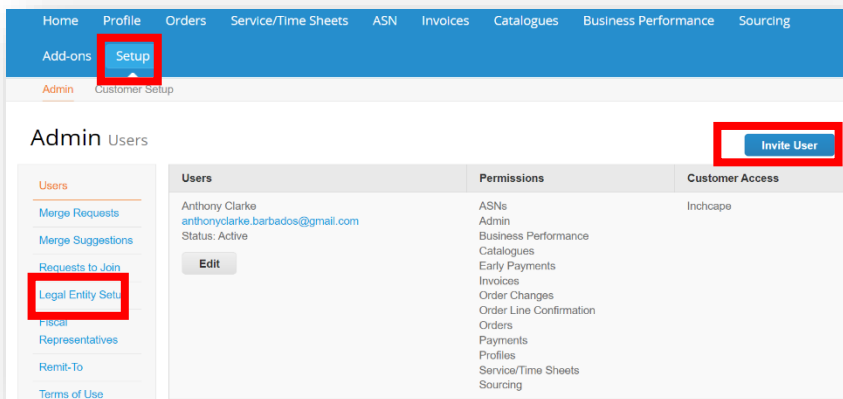 Home Profile Orders Service/Time Sheets ASN Invoices Catalogues Business Performance Sourcing
Add-ons Setup
Admin Customer Setup
Admin Users
Invite User
Users
Merge Requests
Merge Suggestions
Requests to Join
Legal Entity Setup
Fiscal
Representatives
Remit-To
Terms of Use
Users Permissions Customer Access
Anthony Clarke
anthonyclarke.barbados@gmail.com
Status: Active
Edit
ASNs
Admin
Business Performance
Catalogues
Early Payments
Invoices
Order Changes
Order Line Confirmation
Orders
Payments
Profiles
Service/Time Sheets
Sourcing
Inchcape